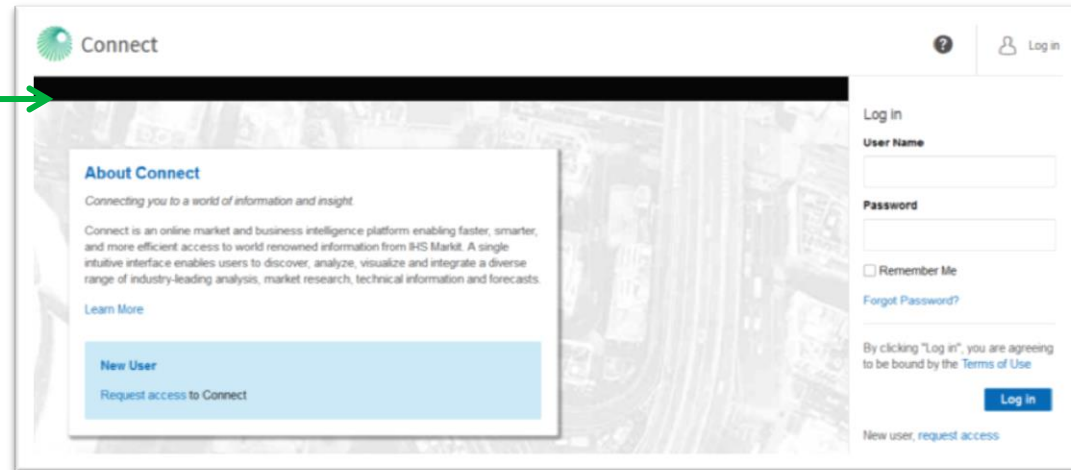 Connect
Log in
About Connect
Connecting you to a world of information and insight.
Connect is an online market and business intelligence platform enabling faster, smarter,
and more efficient access to world renowned information from IHS Markit. A single
intuitive interface enables users to discover, analyze, visualize and integrate a diverse
range of industry-leading analysis, market research, technical information and forecasts.
Learn More
New User
Request access to Connect
Log in
User Name
Password
Remember Me
Forgot Password?
By clicking "Log in", you are agreeing
to be bound by the Terms of Use
Log in
New user, request access